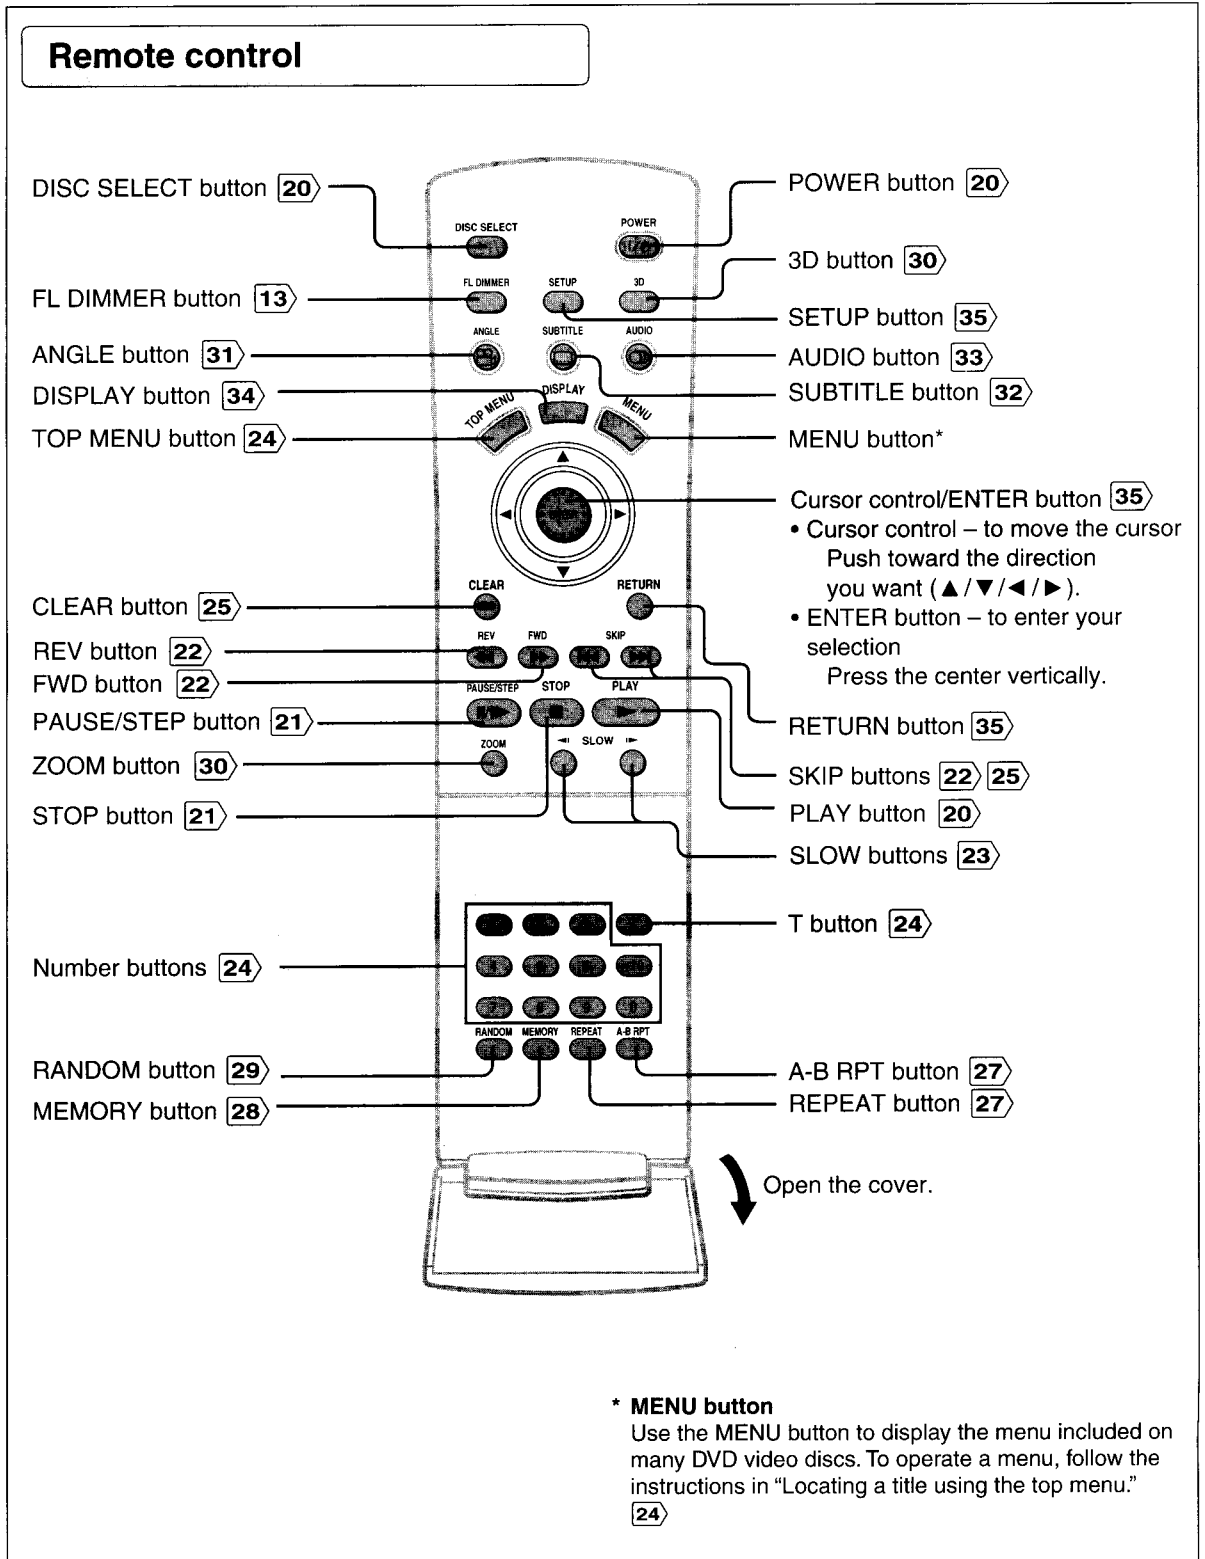 Remote control
DISC SELECT button 20
FL DIMMER button 13
ANGLE button 31
DISPLAY button 34
TOP MENU button 24
CLEAR button 25
REV button 22
FWD button 22
PAUSE/STEP button 21
ZOOM button 30
STOP button 21
Number buttons 24
RANDOM button 29
MEMORY button 28
DISC SELECT
POWER
FL DIMMER
SETUP
3D
ANGLE
SUBTITLE
AUDIO
TOP MENU
DISPLAY
MENU
▲
◄
►
▼
CLEAR
RETURN
REV
FWD
SKIP
PAUSE/STEP
STOP
PLAY
ZOOM
SLOW
RANDOM
MEMORY
REPEAT
A-B RPT
POWER button 20
3D button 30
SETUP button 35
AUDIO button 33
SUBTITLE button 32
MENU button*
Cursor control/ENTER button 35
• Cursor control – to move the cursor
Push toward the direction
you want (▲/▼/◄/►).
• ENTER button – to enter your
selection
Press the center vertically.
RETURN button 35
SKIP buttons 22 25
PLAY button 20
SLOW buttons 23
T button 24
A-B RPT button 27
REPEAT button 27
Open the cover.
* MENU button
Use the MENU button to display the menu included on
many DVD video discs. To operate a menu, follow the
instructions in “Locating a title using the top menu.”
24